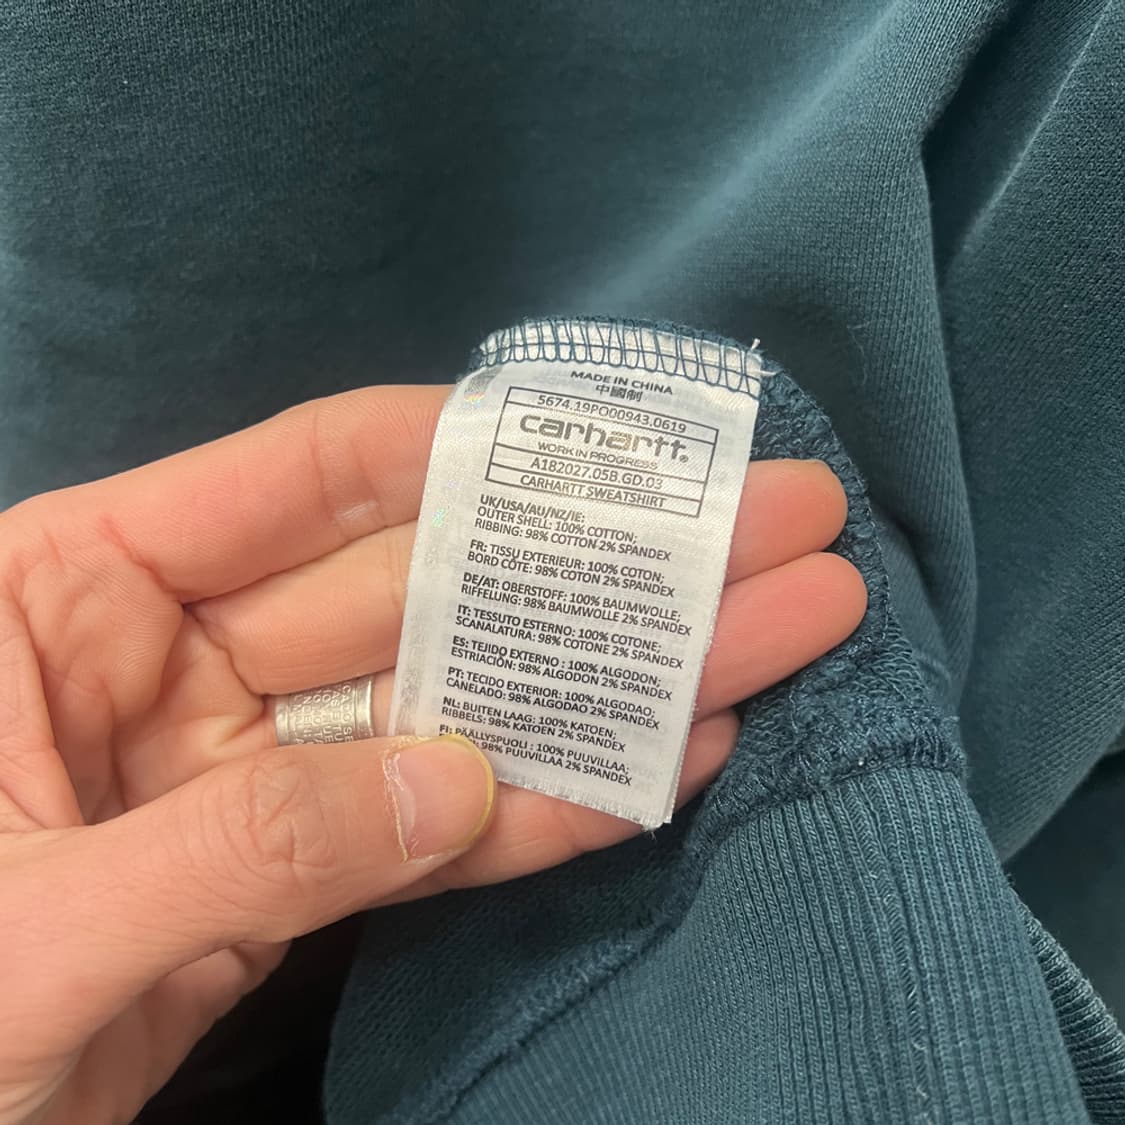 MADE IN CHINA
中國制
5674.19PO00943.0619
carhartt®
WORK IN PROGRESS
A182027.05B.GD.03
CARHARTT SWEATSHIRT
UK/USA/AU/NZ/IE:
OUTER SHELL: 100% COTTON;
RIBBING: 98% COTTON 2% SPANDEX
FR: TISSU EXTERIEUR: 100% COTON;
BORD CÔTE: 98% COTON 2% SPANDEX
DE/AT: OBERSTOFF: 100% BAUMWOLLE;
RIFFELUNG: 98% BAUMWOLLE 2% SPANDEX
IT: TESSUTO ESTERNO: 100% COTONE;
SCANALATURA: 98% COTONE 2% SPANDEX
ES: TEJIDO EXTERNO : 100% ALGODON;
ESTRIACIÓN: 98% ALGODON 2% SPANDEX
PT: TECIDO EXTERIOR: 100% ALGODAO;
CANELADO: 98% ALGODAO 2% SPANDEX
NL: BUITEN LAAG: 100% KATOEN;
RIBBELS: 98% KATOEN 2% SPANDEX
FI: PÄÄLLYSPUOLI : 100% PUUVILLAA;
98% PUUVILLAA 2% SPANDEX